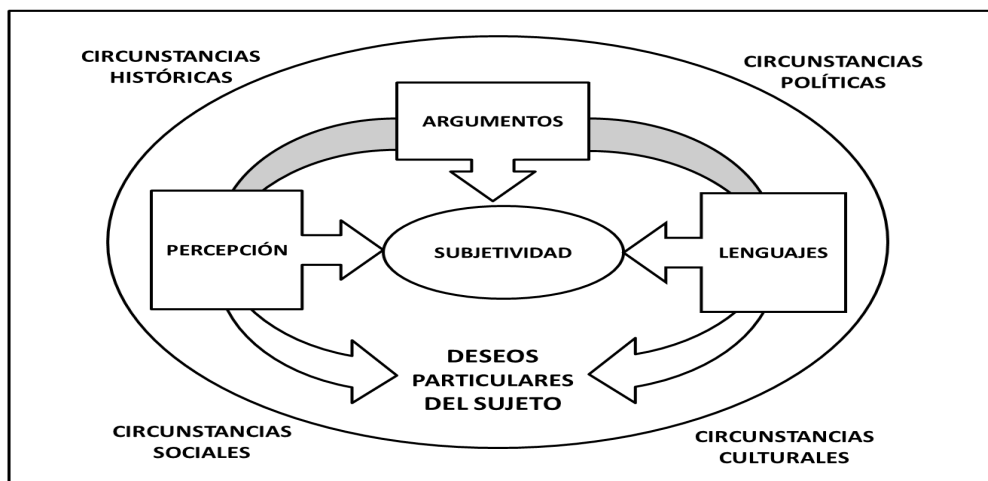 CIRCUNSTANCIAS
HISTÓRICAS
CIRCUNSTANCIAS
POLÍTICAS
ARGUMENTOS
PERCEPCIÓN
SUBJETIVIDAD
LENGUAJES
DESEOS
PARTICULARES
DEL SUJETO
CIRCUNSTANCIAS
SOCIALES
CIRCUNSTANCIAS
CULTURALES